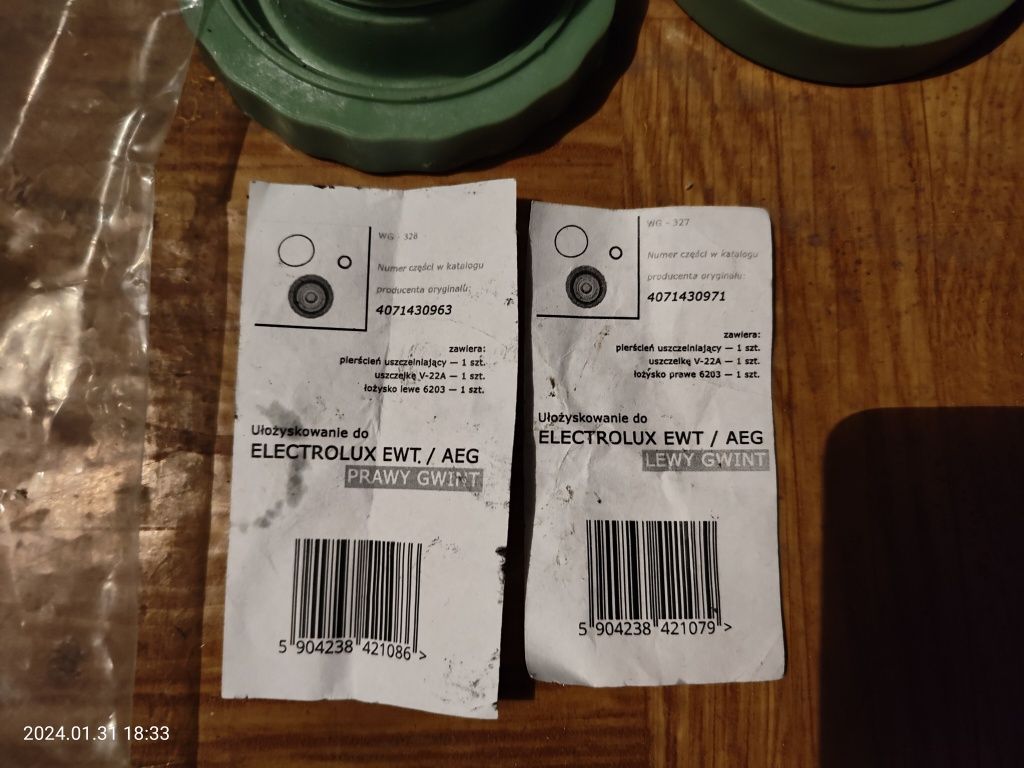 WG - 328
Numer części w katalogu
producenta oryginału:
4071430963
zawiera:
pierścień uszczelniający — 1 szt.
uszczelkę V-22A — 1 szt.
łożysko lewe 6203 — 1 szt.
Ułożyskowanie do
ELECTROLUX EWT / AEG
PRAWY GWINT
5 904238 421086 >
WG - 327
Numer części w katalogu
producenta oryginału:
4071430971
zawiera:
pierścień uszczelniający — 1 szt.
uszczelkę V-22A — 1 szt.
łożysko prawe 6203 — 1 szt.
Ułożyskowanie do
ELECTROLUX EWT / AEG
LEWY GWINT
5 904238 421079 >
2024.01.31 18:33